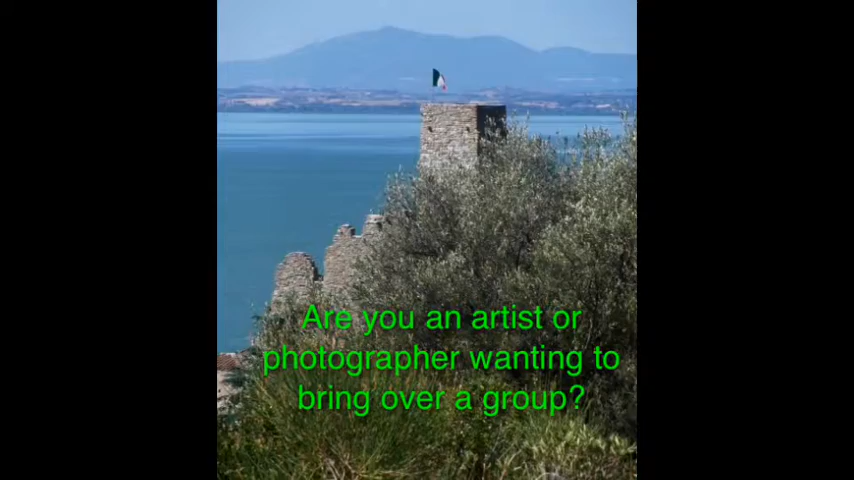 Are you an artist or
photographer wanting to
bring over a group?